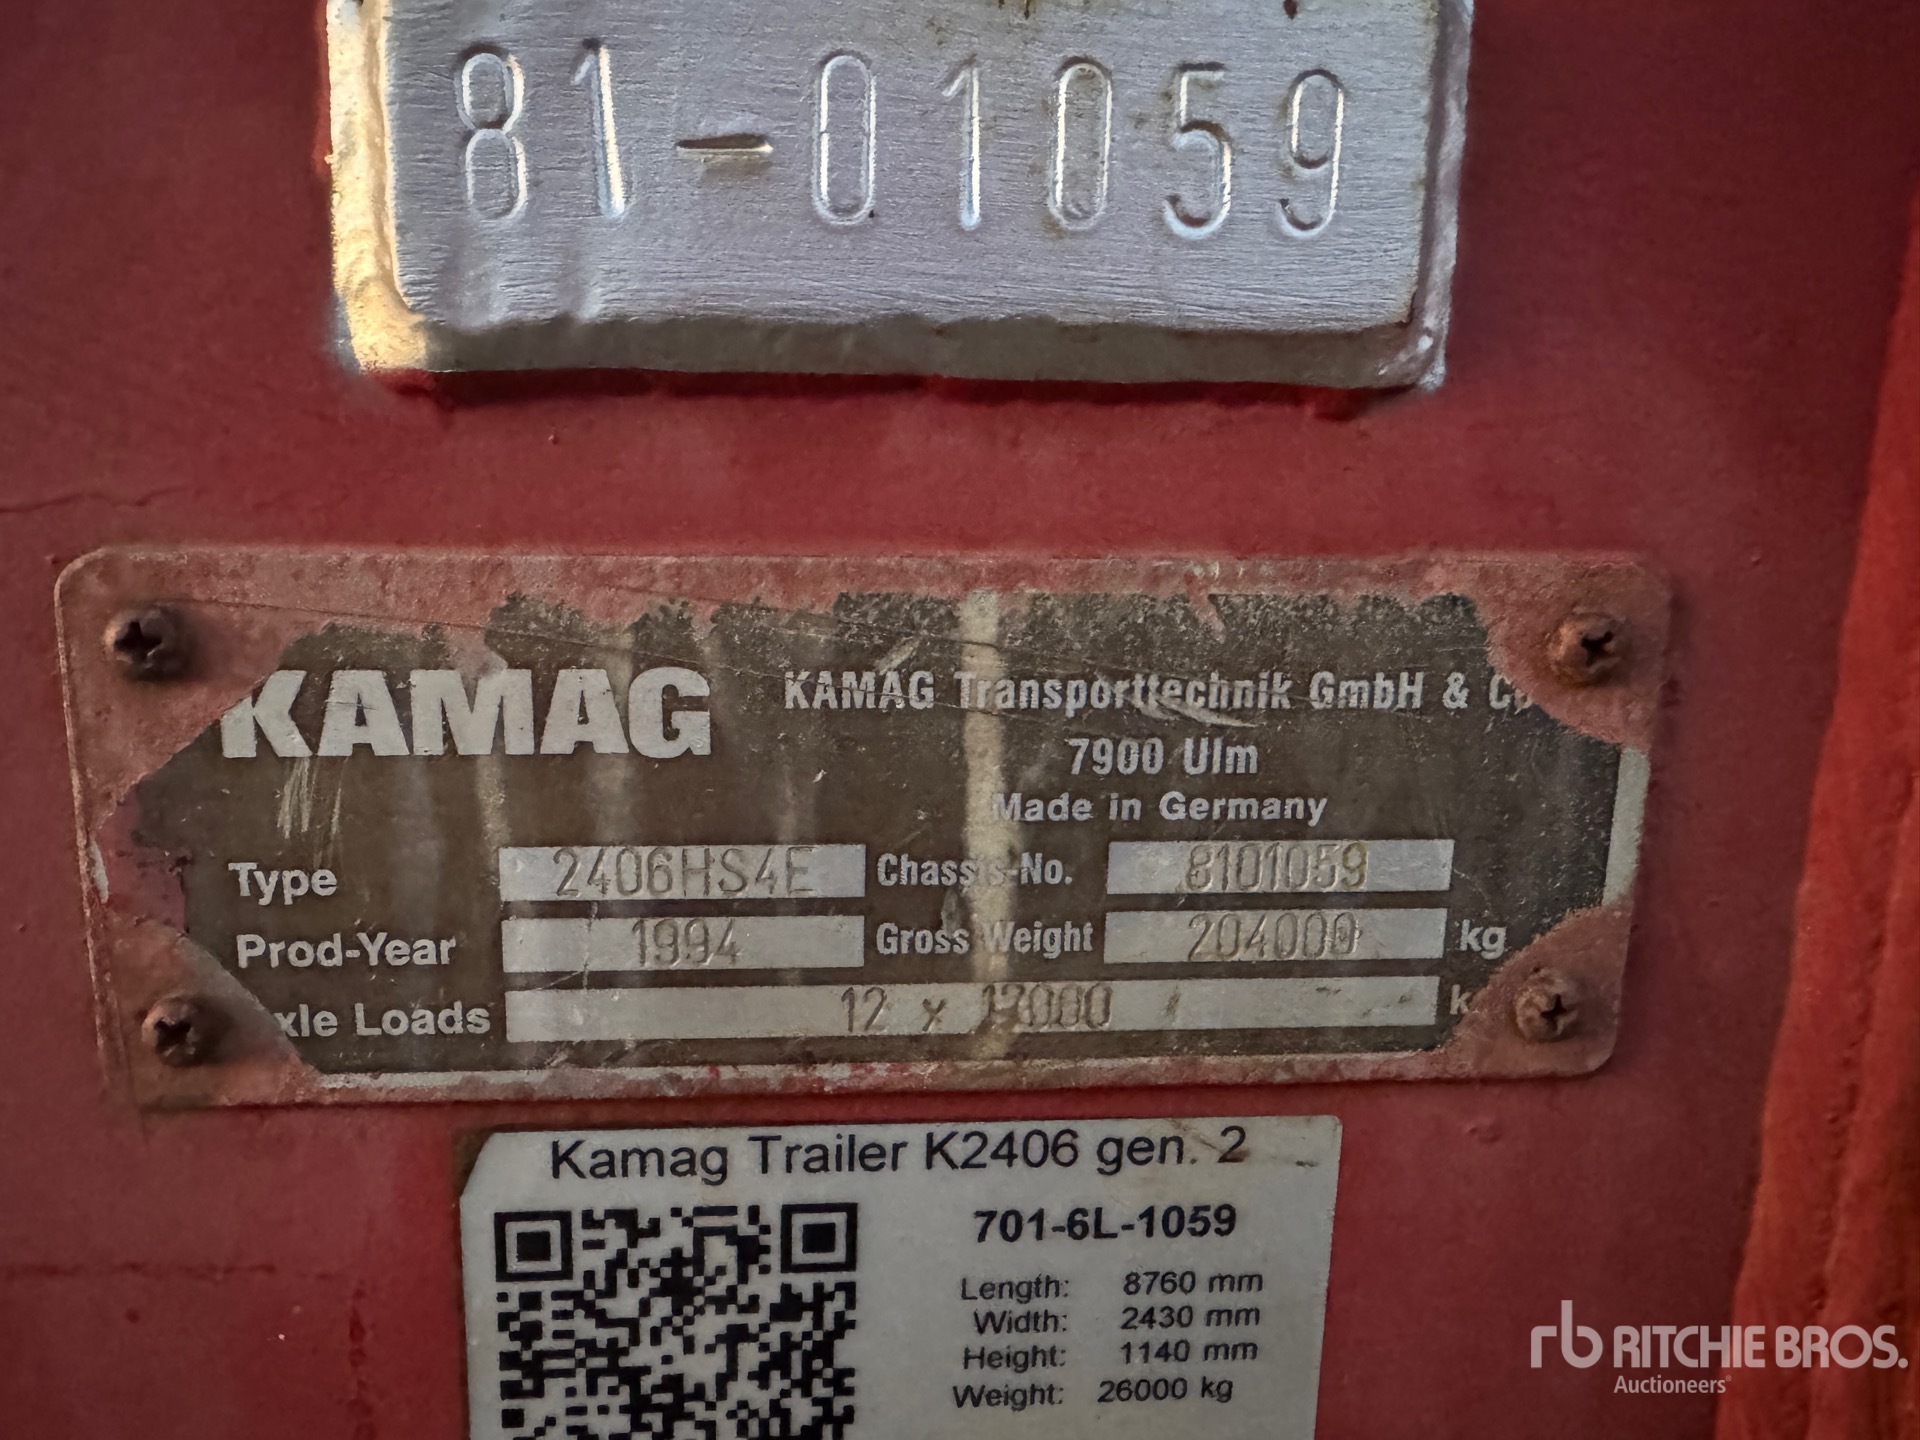 81-01059
KAMAG
KAMAG Transporttechnik GmbH & C
7900 Ulm
Made in Germany
Type 2406HS4E Chassis-No. 8101059
Prod-Year 1994 Gross Weight 204000 kg
xle Loads 12 x 17000 k
Kamag Trailer K2406 gen. 2
701-6L-1059
Length: 8760 mm
Width: 2430 mm
Height: 1140 mm
Weight: 26000 kg
rb RITCHIE BROS.
Auctioneers